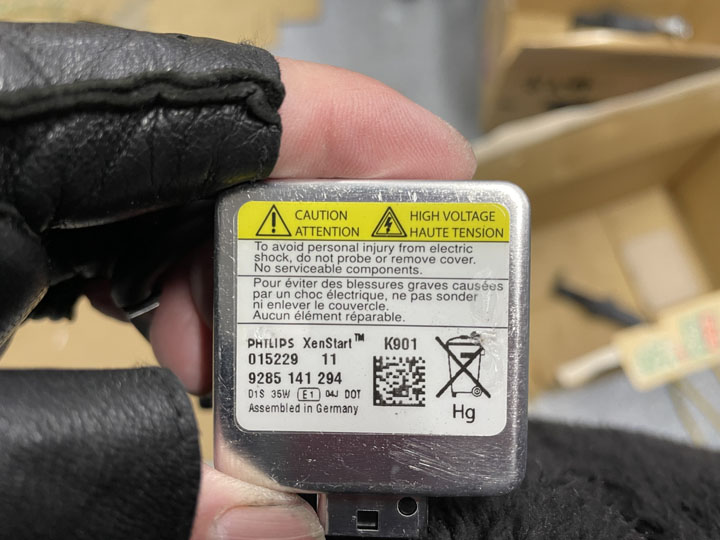 CAUTION
ATTENTION
HIGH VOLTAGE
HAUTE TENSION
To avoid personal injury from electric
shock, do not probe or remove cover.
No serviceable components.
Pour éviter des blessures graves causées
par un choc électrique, ne pas sonder
ni enlever le couvercle.
Aucun élément réparable.
PHILIPS XenStart™ K901
015229 11
9285 141 294
D1S 35W E1 04J DOT
Assembled in Germany
Hg